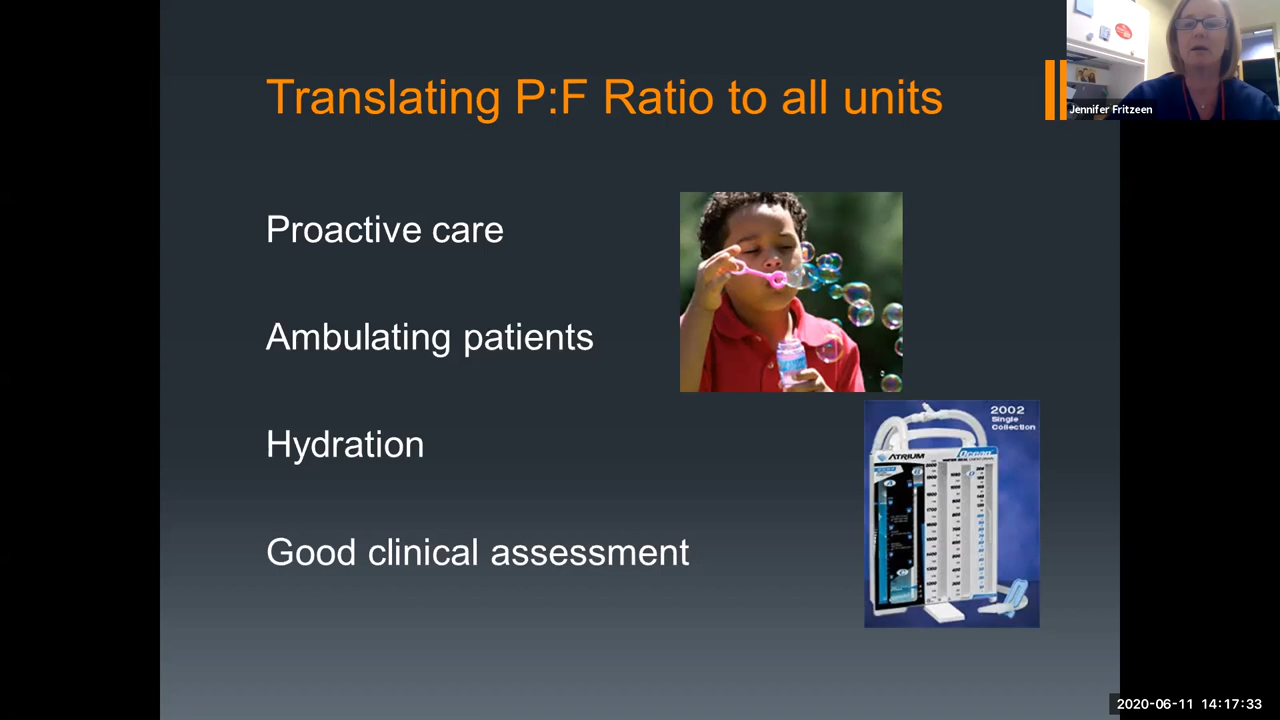 Translating P:F Ratio to all units
Jennifer Fritzeen
Proactive care
Ambulating patients
Hydration
Good clinical assessment
2002
Single
Collection
ATRIUM
Ocean
2020-06-11 14:17:33